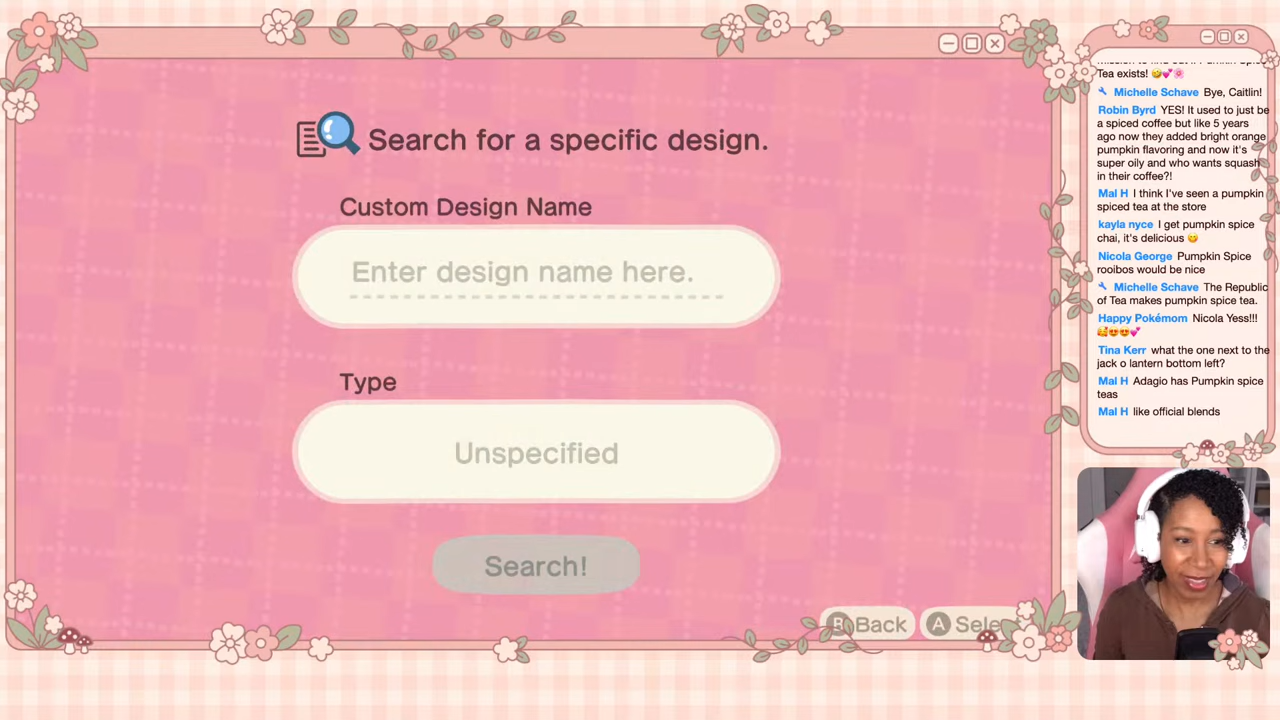 Search for a specific design.
Custom Design Name
Enter design name here.
Type
Unspecified
Search!
B Back
A Sele
Tea exists! 🤣💕🌸
Michelle Schave Bye, Caitlin!
Robin Byrd YES! It used to just be
a spiced coffee but like 5 years
ago now they added bright orange
pumpkin flavoring and now it's
super oily and who wants squash
in their coffee?!
Mal H I think I've seen a pumpkin
spiced tea at the store
kayla nyce I get pumpkin spice
chai, it's delicious 😋
Nicola George Pumpkin Spice
rooibos would be nice
Michelle Schave The Republic
of Tea makes pumpkin spice tea.
Happy Pokémom Nicola Yess!!!
🥰😍😍💕
Tina Kerr what the one next to the
jack o lantern bottom left?
Mal H Adagio has Pumpkin spice
teas
Mal H like official blends